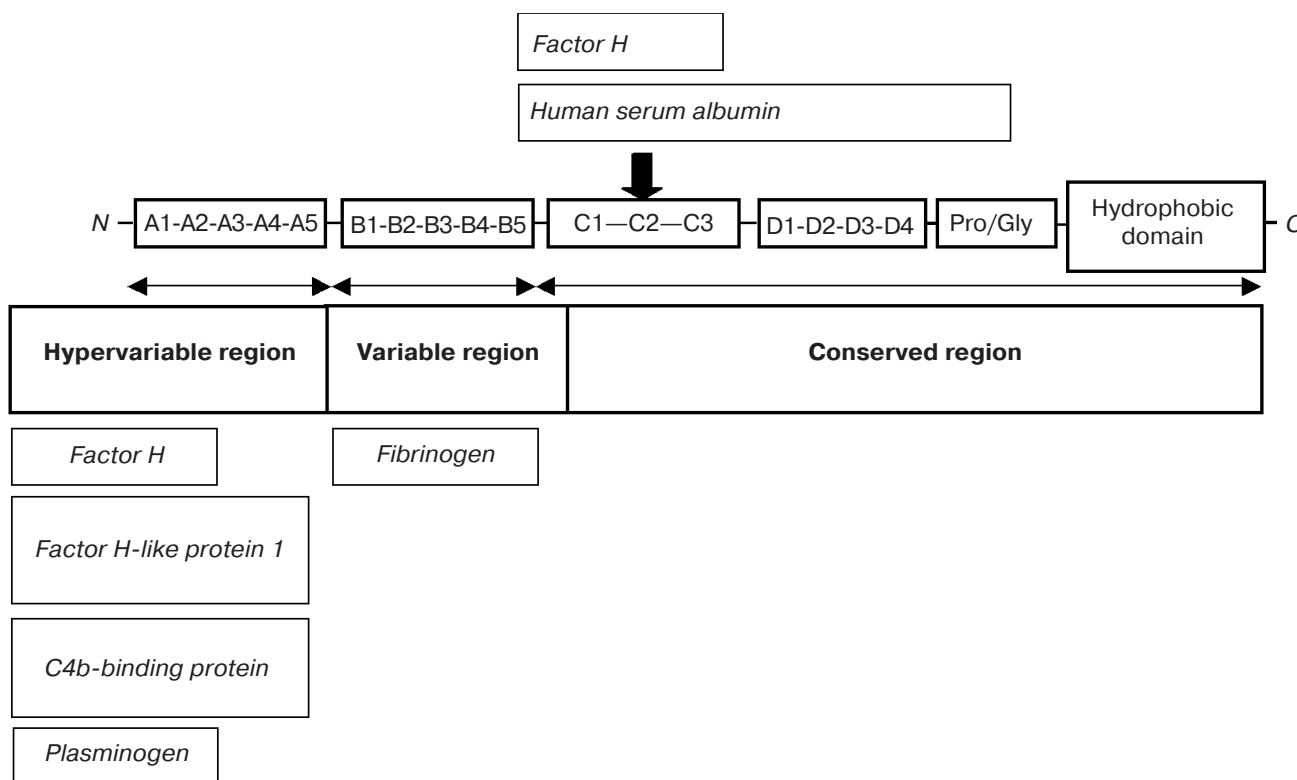 Factor H
Human serum albumin
N
A1-A2-A3-A4-A5
B1-B2-B3-B4-B5
C1—C2—C3
D1-D2-D3-D4
Pro/Gly
Hydrophobic
domain
C
Hypervariable region
Variable region
Conserved region
Factor H
Fibrinogen
Factor H-like protein 1
C4b-binding protein
Plasminogen